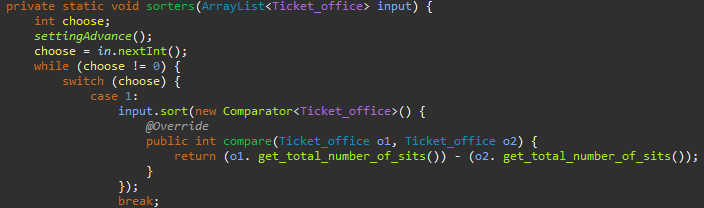 private static void sorters(ArrayList<Ticket_office> input) {
int choose;
settingAdvance();
choose = in.nextInt();
while (choose != 0) {
switch (choose) {
case 1:
input.sort(new Comparator<Ticket_office>() {
@Override
public int compare(Ticket_office o1, Ticket_office o2) {
return (o1. get_total_number_of_sits()) - (o2. get_total_number_of_sits());
}
});
break;